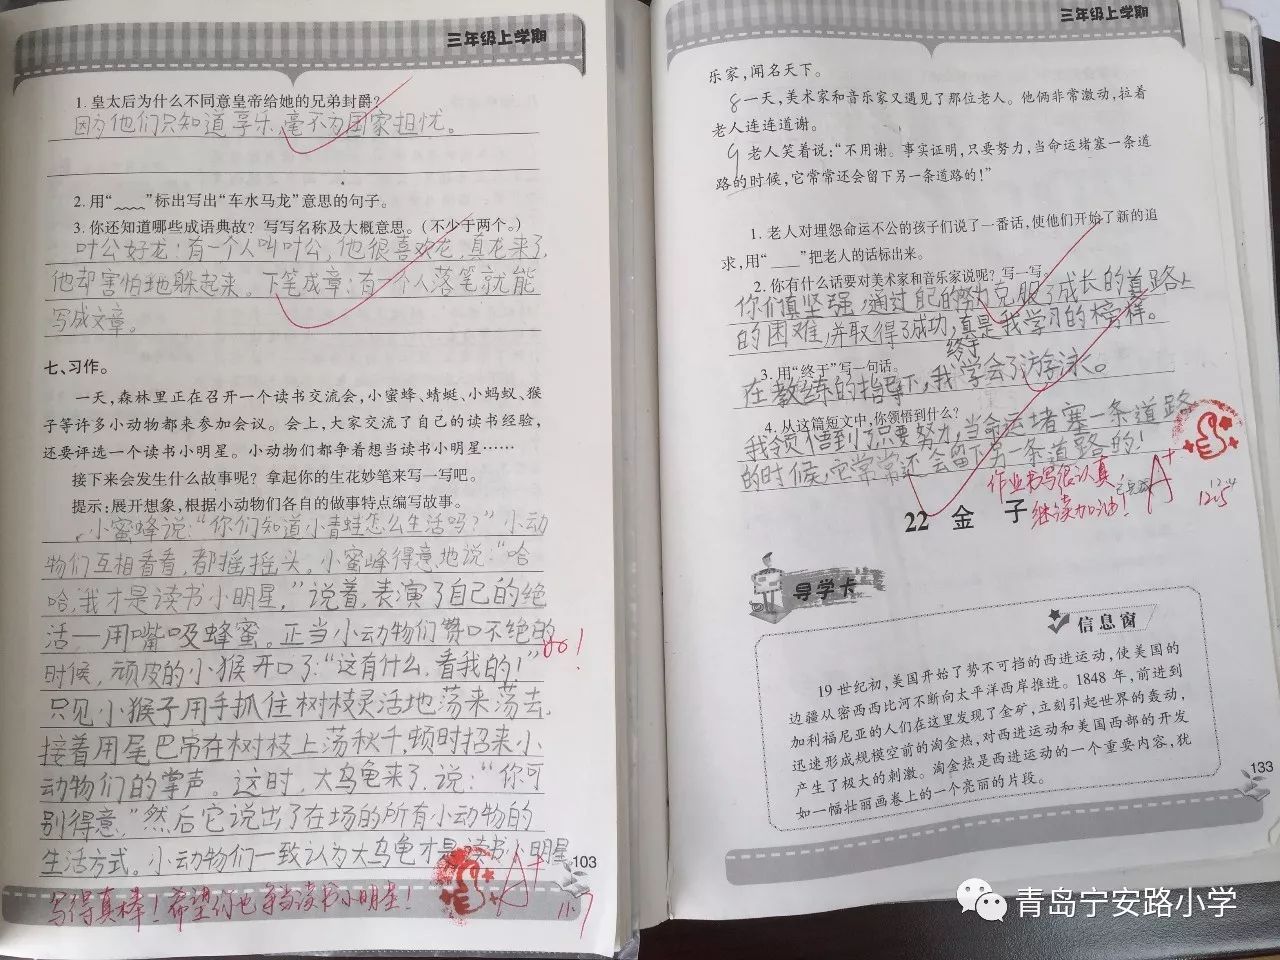 三年级上学期
1. 皇太后为什么不同意皇帝给她的兄弟封爵?
因为他们只知道享乐,毫不为国家担忧。
2. 用“﹏﹏”标出写出“车水马龙”意思的句子。
3. 你还知道哪些成语典故? 写写名称及大概意思。(不少于两个。)
叶公好龙:有一个人叫叶公,他很喜欢龙,真龙来了,
他却害怕地躲起来。下笔成章:有一个人落笔就能
写成文章。
七、习作。
一天,森林里正在召开一个读书交流会,小蜜蜂、蜻蜓、小蚂蚁、猴
子等许多小动物都来参加会议。会上,大家交流了自己的读书经验,
还要评选一个读书小明星。小动物们都争着想当读书小明星……
接下来会发生什么故事呢? 拿起你的生花妙笔来写一写吧。
提示:展开想象,根据小动物们各自的做事特点编写故事。
小蜜蜂说:“你们知道小青蛙怎么生活吗?”小动
物们互相看看,都摇摇头。小蜜峰得意地说:“哈
哈,我才是读书小明星,”说着,表演了自己的绝
活—用嘴吸蜂蜜。正当小动物们赞口不绝的
时候,顽皮的小猴开口了:“这有什么,看我的!”
只见小猴子用手抓住树枝灵活地荡来荡去,
接着用尾巴吊在树枝上荡秋千,顿时招来小
动物们的掌声。这时,大乌龟来了,说:“你可
别得意,”然后它说出了在场的所有小动物的
生活方式。小动物们一致认为大乌龟才是读书小明星。
103
写得真棒!希望你也争当读书小明星!
A+
11.7
三年级上学期
乐家,闻名天下。
8一天,美术家和音乐家又遇见了那位老人。他俩非常激动,拉着
老人连连道谢。
9 老人笑着说:“不用谢。事实证明,只要努力,当命运堵塞一条道
路的时候,它常常还会留下另一条道路的!”
1. 老人对埋怨命运不公的孩子们说了一番话,使他们开始了新的追
求,用“____”把老人的话标出来。
2. 你有什么话要对美术家和音乐家说呢? 写一写。
你们真坚强,通过自己的努力克服了成长的道路上
的困难,并取得了成功,真是我学习的榜样。
3. 用“终于”写一句话。
终于
在教练的指导下,我学会了游泳。
4. 从这篇短文中,你领悟到什么?
我领悟到了只要努力,当命运堵塞一条道路
的时候,它常常还会留下另一条道路的!
作业书写很认真,
继续加油!
A+
12.5
22 金 子
导学卡
信息窗
19 世纪初,美国开始了势不可挡的西进运动,使美国的
边疆从密西西比河不断向太平洋西岸推进。1848 年,前进到
加利福尼亚的人们在这里发现了金矿,立刻引起世界的轰动,
迅速形成规模空前的淘金热,对西进运动和美国西部的开发
产生了极大的刺激。淘金热是西进运动的一个重要内容,犹
如一幅壮丽画卷上的一个亮丽的片段。
133
青岛宁安路小学